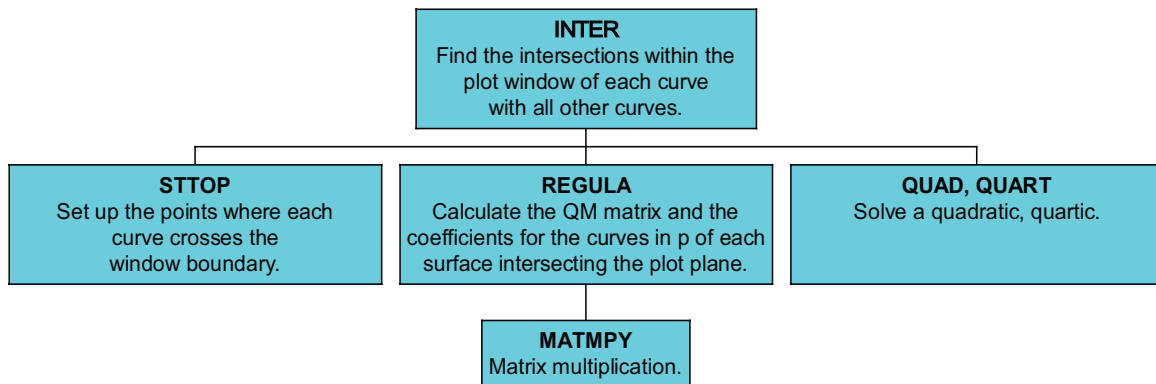 INTER
Find the intersections within the
plot window of each curve
with all other curves.
STTOP
Set up the points where each
curve crosses the
window boundary.
REGULA
Calculate the QM matrix and the
coefficients for the curves in p of each
surface intersecting the plot plane.
QUAD, QUART
Solve a quadratic, quartic.
MATMPY
Matrix multiplication.